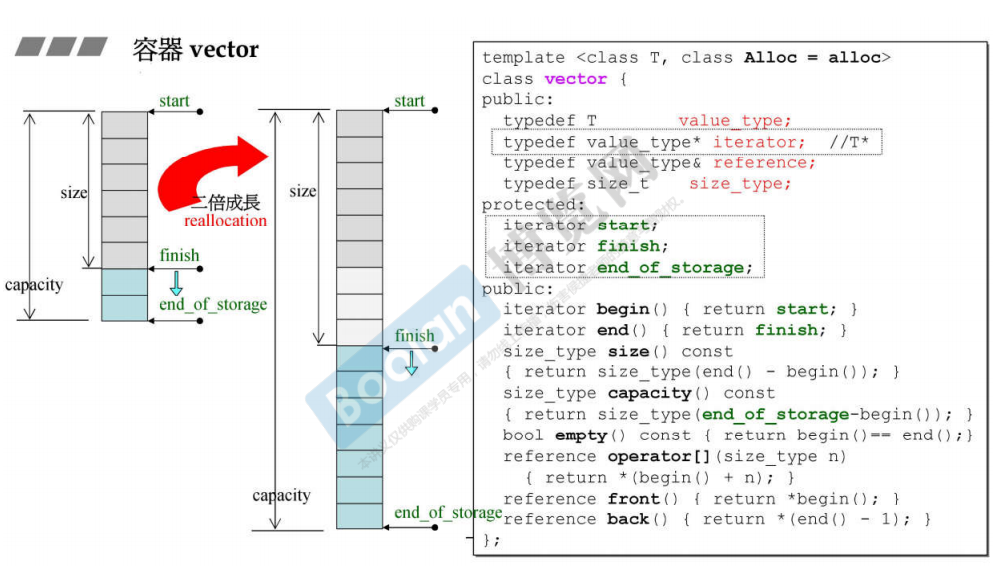 容器 vector
start
size
capacity
finish
end_of_storage
二倍成長
reallocation
start
size
finish
capacity
end_of_storage
template <class T, class Alloc = alloc>
class vector {
public:
typedef T value_type;
typedef value_type* iterator; //T*
typedef value_type& reference;
typedef size_t size_type;
protected:
iterator start;
iterator finish;
iterator end_of_storage;
public:
iterator begin() { return start; }
iterator end() { return finish; }
size_type size() const
{ return size_type(end() - begin()); }
size_type capacity() const
{ return size_type(end_of_storage-begin()); }
bool empty() const { return begin()== end();}
reference operator[](size_type n)
{ return *(begin() + n); }
reference front() { return *begin(); }
reference back() { return *(end() - 1); }
};
Boolan
博览网